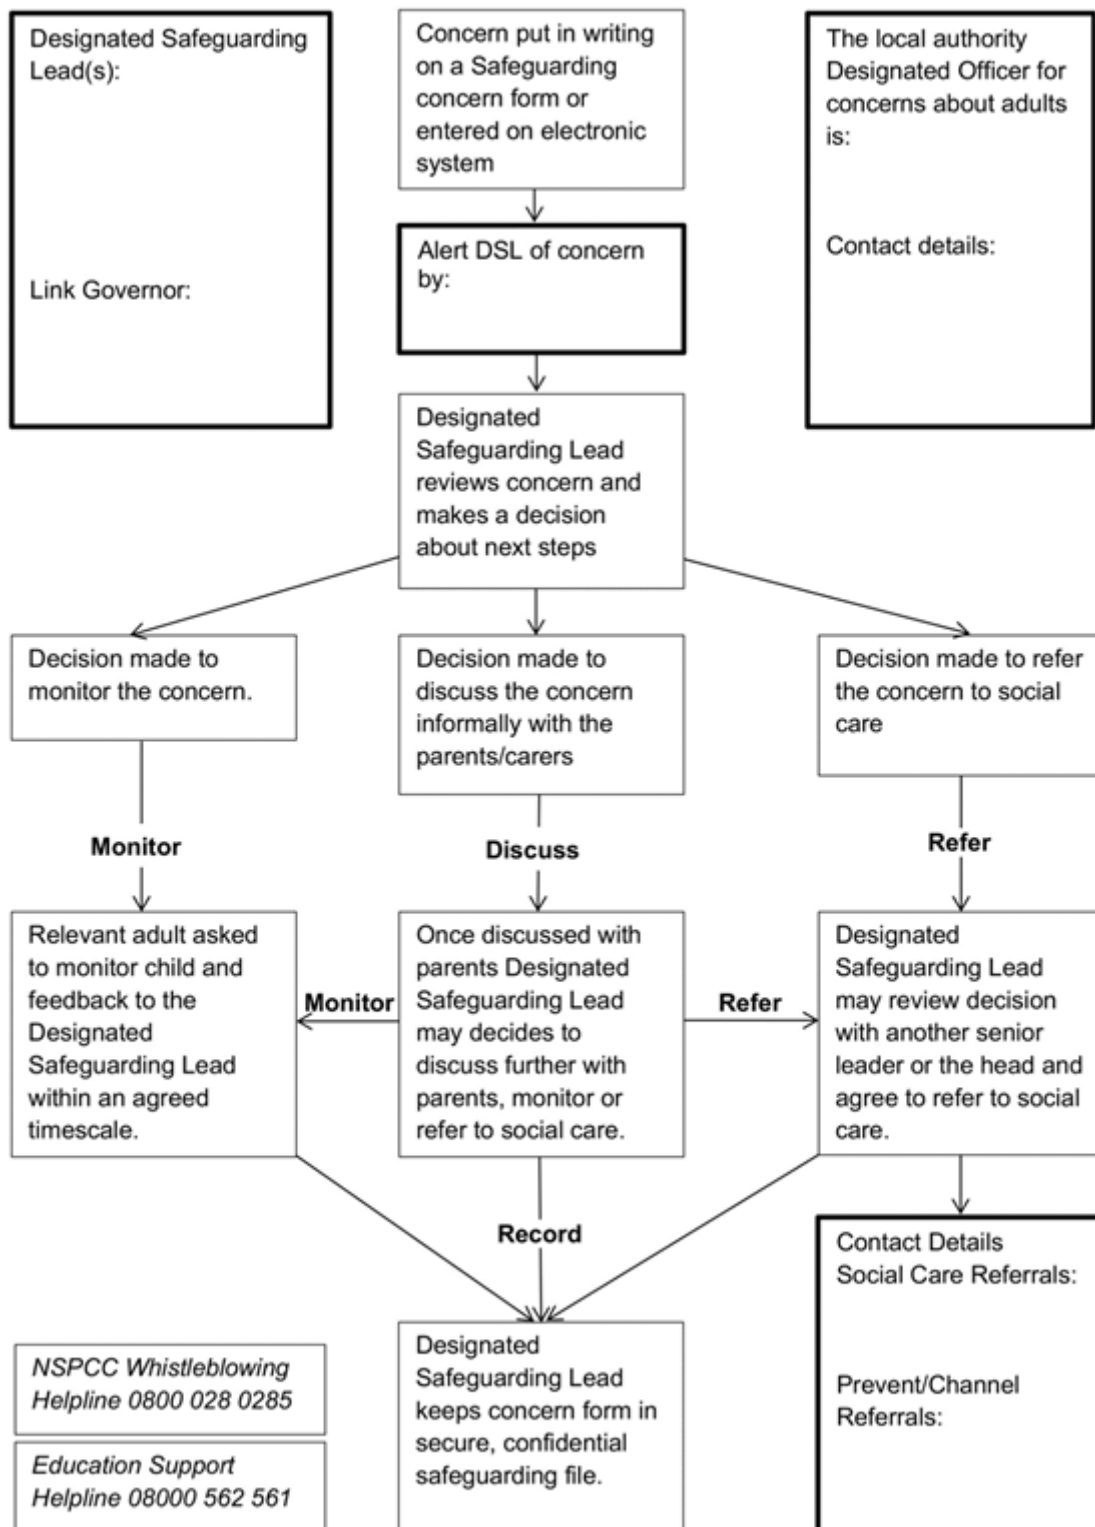 Designated Safeguarding
Lead(s):
Link Governor:
Concern put in writing
on a Safeguarding
concern form or
entered on electronic
system
The local authority
Designated Officer for
concerns about adults
is:
Contact details:
Alert DSL of concern
by:
Designated
Safeguarding Lead
reviews concern and
makes a decision
about next steps
Decision made to
monitor the concern.
Decision made to
discuss the concern
informally with the
parents/carers
Decision made to refer
the concern to social
care
Monitor
Discuss
Refer
Relevant adult asked
to monitor child and
feedback to the
Designated
Safeguarding Lead
within an agreed
timescale.
Monitor
Once discussed with
parents Designated
Safeguarding Lead
may decides to
discuss further with
parents, monitor or
refer to social care.
Refer
Designated
Safeguarding Lead
may review decision
with another senior
leader or the head and
agree to refer to social
care.
Record
Contact Details
Social Care Referrals:
Prevent/Channel
Referrals:
NSPCC Whistleblowing
Helpline 0800 028 0285
Education Support
Helpline 08000 562 561
Designated
Safeguarding Lead
keeps concern form in
secure, confidential
safeguarding file.